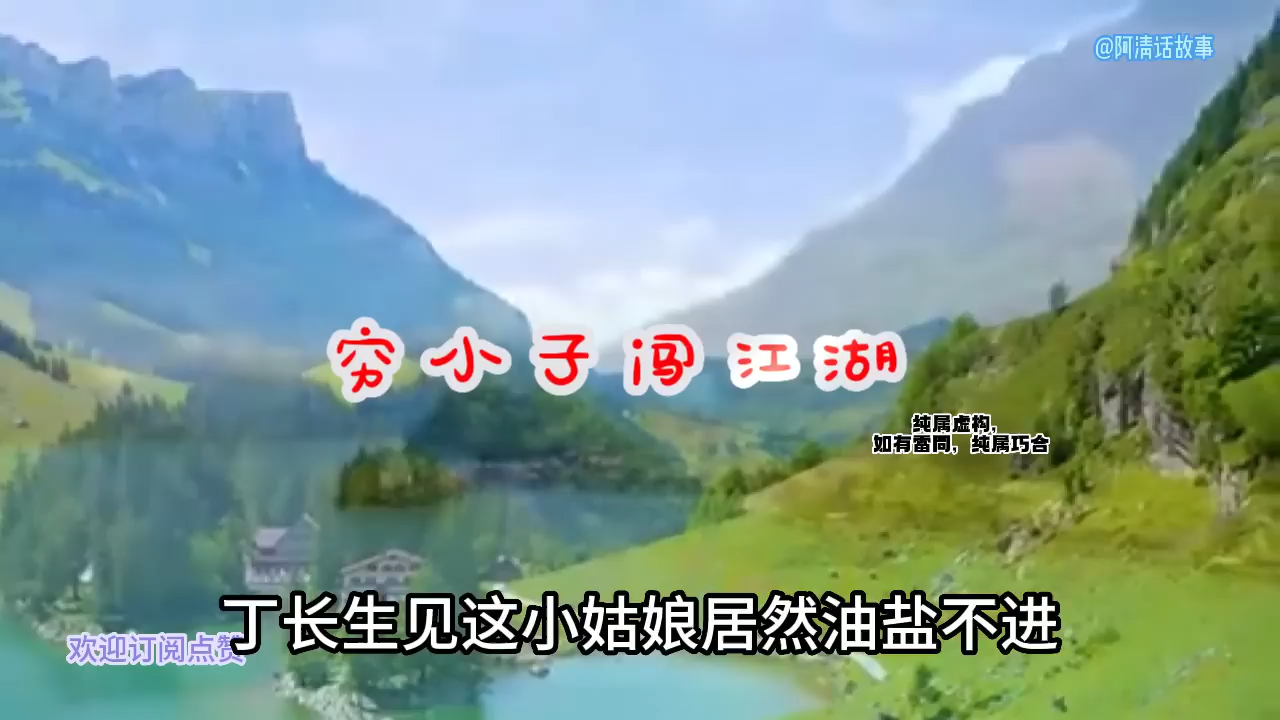 @阿清话故事
穷小子闯江湖
纯属虚构，
如有雷同，纯属巧合
丁长生见这小姑娘居然油盐不进
欢迎订阅点赞